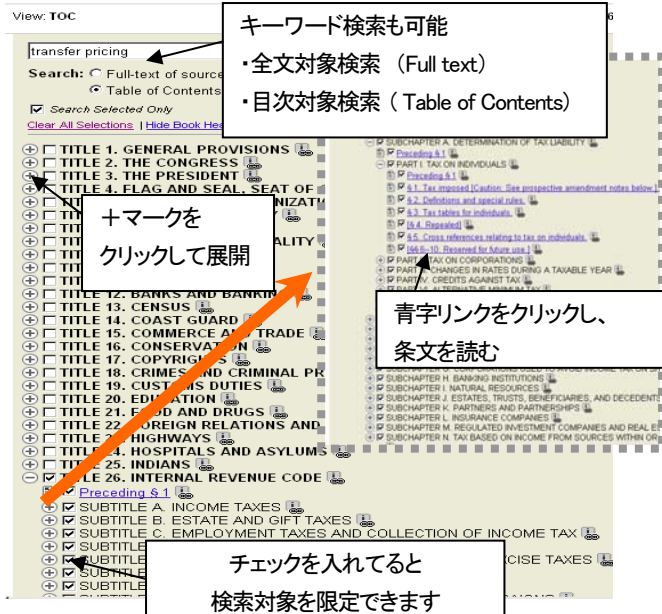 View: TOC
6
transfer pricing
キーワード検索も可能
・全文対象検索 （Full text）
・目次対象検索 （ Table of Contents）
Search: Full-text of source
Table of Contents
Search Selected Only
Clear All Selections | Hide Book Hea
TITLE 1. GENERAL PROVISIONS
TITLE 2. THE CONGRESS
TITLE 3. THE PRESIDENT
TITLE 4. FLAG AND SEAL, SEAT OF
＋マークを
クリックして展開
TITLE 12. BANKS AND BANKING
TITLE 13. CENSUS
TITLE 14. COAST GUARD
TITLE 15. COMMERCE AND TRADE
TITLE 16. CONSERVATION
TITLE 17. COPYRIGHTS
TITLE 18. CRIMES AND CRIMINAL PR
TITLE 19. CUSTOMS DUTIES
TITLE 20. EDUCATION
TITLE 21. FOOD AND DRUGS
TITLE 22. FOREIGN RELATIONS AND
TITLE 23. HIGHWAYS
TITLE 24. HOSPITALS AND ASYLUMS
TITLE 25. INDIANS
TITLE 26. INTERNAL REVENUE CODE
Preceding § 1
SUBTITLE A. INCOME TAXES
SUBTITLE B. ESTATE AND GIFT TAXES
SUBTITLE C. EMPLOYMENT TAXES AND COLLECTION OF INCOME TAX
SUBTITLE
CISE TAXES
SUBTITLE
SUBTITLE
SUBTITLE
チェックを入れてると
検索対象を限定できます
SUBCHAPTER A. DETERMINATION OF TAX LIABILITY
Preceding § 1
PART I. TAX ON INDIVIDUALS
Preceding § 1
§ 1. Tax imposed [Caution: See prospective amendment notes below.]
§ 2. Definitions and special rules.
§ 3. Tax tables for individuals.
[§ 4. Repealed]
§ 5. Cross references relating to tax on individuals.
[§§ 6-10. Reserved for future use.]
TAX ON CORPORATIONS
CHANGES IN RATES DURING A TAXABLE YEAR
PART IV. CREDITS AGAINST TAX
青字リンクをクリックし、
条文を読む
SUBCHAPTER H. BANKING INSTITUTIONS
SUBCHAPTER I. NATURAL RESOURCES
SUBCHAPTER J. ESTATES, TRUSTS, BENEFICIARIES, AND DECEDENTS
SUBCHAPTER K. PARTNERS AND PARTNERSHIPS
SUBCHAPTER L. INSURANCE COMPANIES
SUBCHAPTER M. REGULATED INVESTMENT COMPANIES AND REAL E
SUBCHAPTER N. TAX BASED ON INCOME FROM SOURCES WITHIN OR